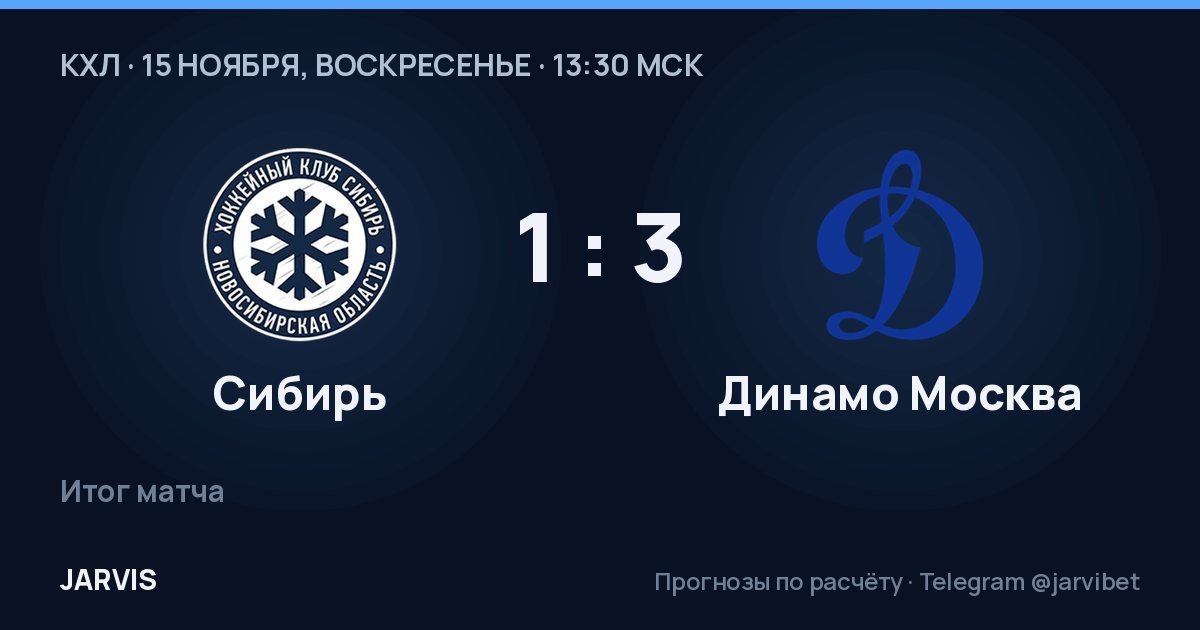 КХЛ · 15 НОЯБРЯ, ВОСКРЕСЕНЬЕ · 13:30 МСК
ХОККЕЙНЫЙ КЛУБ СИБИРЬ
• НОВОСИБИРСКАЯ ОБЛАСТЬ •
1 : 3
Д
Сибирь
Динамо Москва
Итог матча
JARVIS
Прогнозы по расчёту · Telegram @jarvibet